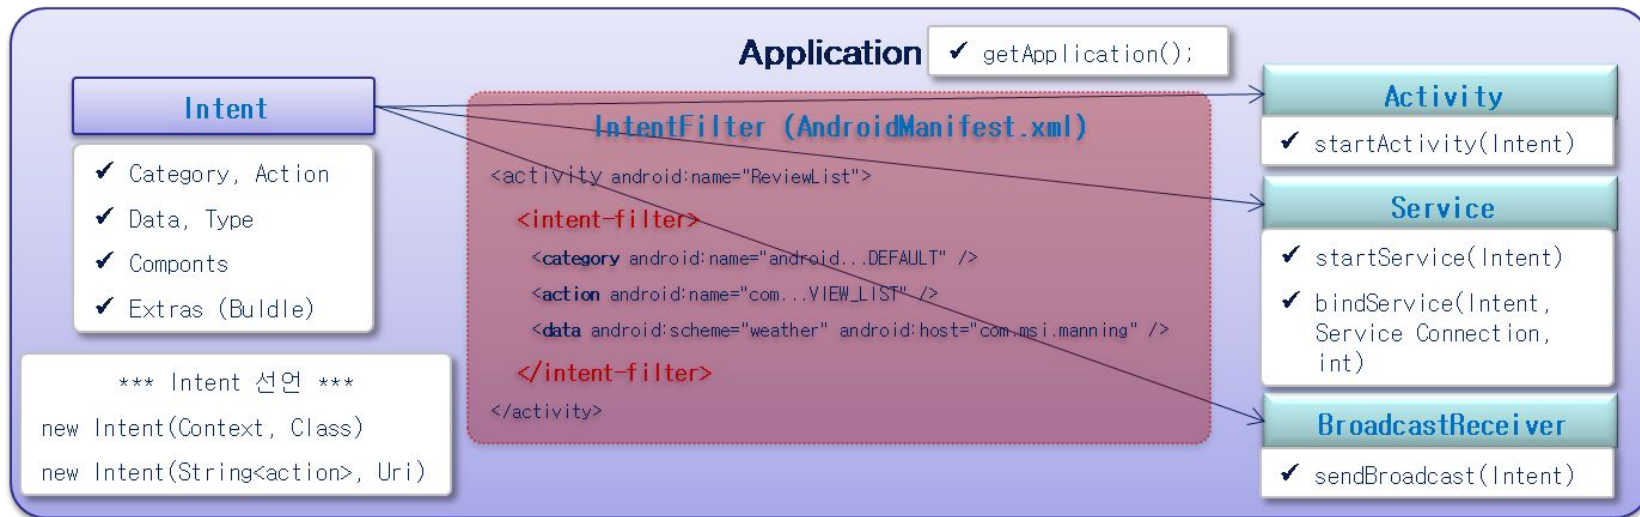 Application
✔ getApplication();
Intent
✔ Category, Action
✔ Data, Type
✔ Componts
✔ Extras (Buldle)
*** Intent 선언 ***
new Intent(Context, Class)
new Intent(String<action>, Uri)
IntentFilter (AndroidManifest.xml)
<activity android:name="ReviewList">
<intent-filter>
<category android:name="android...DEFAULT" />
<action android:name="com...VIEW_LIST" />
<data android:scheme="weather" android:host="com.msi.manning" />
</intent-filter>
</activity>
Activity
✔ startActivity(Intent)
Service
✔ startService(Intent)
✔ bindService(Intent,
Service Connection,
int)
BroadcastReceiver
✔ sendBroadcast(Intent)